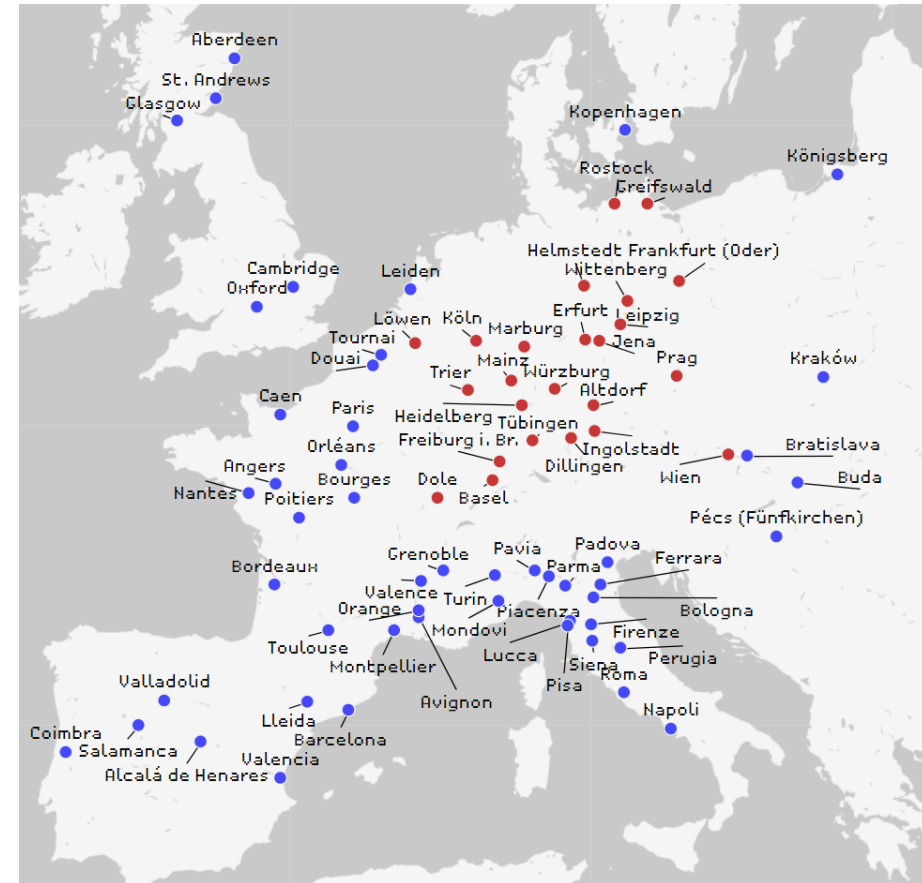 Aberdeen
St. Andrews
Glasgow
Kopenhagen
Königsberg
Rostock
Greifswald
Helmstedt
Frankfurt (Oder)
Wittenberg
Cambridge
Leiden
Oxford
Löwen
Köln
Erfurt
Leipzig
Marburg
Tournai
Jena
Douai
Mainz
Prag
Kraków
Trier
Würzburg
Altdorf
Caen
Paris
Heidelberg
Tübingen
Freiburg i. Br.
Ingolstadt
Bratislava
Orléans
Dillingen
Angers
Bourges
Dole
Wien
Buda
Nantes
Poitiers
Basel
Pécs (Fünfkirchen)
Grenoble
Pavia
Padova
Ferrara
Bordeaux
Parma
Valence
Turin
Orange
Piacenza
Bologna
Mondovi
Firenze
Toulouse
Lucca
Montpellier
Siena
Perugia
Roma
Valladolid
Pisa
Avignon
Lleida
Napoli
Coimbra
Barcelona
Salamanca
Valencia
Alcalá de Henares